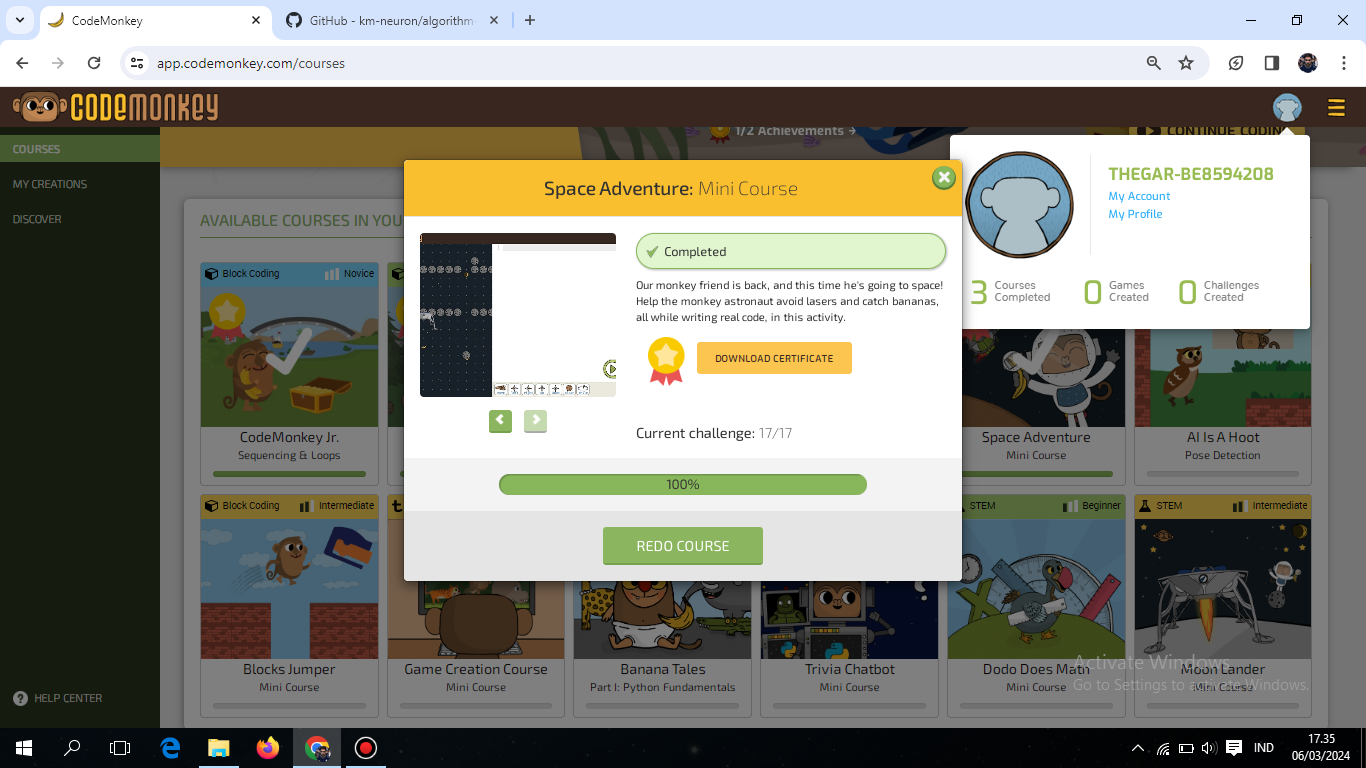 CodeMonkey
GitHub - km-neuron/algorithm-
app.codemonkey.com/courses
CODEMONKEY
1/2 Achievements →
CONTINUE CODIN
COURSES
MY CREATIONS
DISCOVER
HELP CENTER
THEGAR-BE8594208
My Account
My Profile
3 Courses Completed
0 Games Created
0 Challenges Created
AVAILABLE COURSES IN YOU
Space Adventure: Mini Course
Completed
Our monkey friend is back, and this time he's going to space!
Help the monkey astronaut avoid lasers and catch bananas,
all while writing real code, in this activity.
DOWNLOAD CERTIFICATE
Current challenge: 17/17
100%
REDO COURSE
Block Coding Novice
CodeMonkey Jr.
Sequencing & Loops
Space Adventure
Mini Course
AI Is A Hoot
Pose Detection
Block Coding Intermediate
Blocks Jumper
Mini Course
Game Creation Course
Mini Course
Banana Tales
Part I: Python Fundamentals
Trivia Chatbot
Mini Course
STEM Beginner
Dodo Does Math
Mini Course
STEM Intermediate
Moon Lander
Mini Course
Activate Windows
Go to Settings to activate Windows.
IND
17.35
06/03/2024